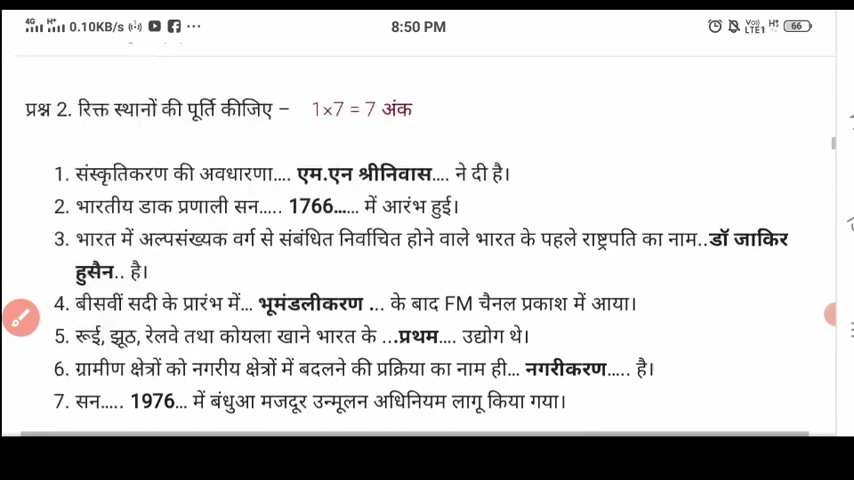 4G H+ 0.10KB/s ... 8:50 PM Vo) LTE1 H‡ 66
प्रश्न 2. रिक्त स्थानों की पूर्ति कीजिए – 1×7 = 7 अंक
1. संस्कृतिकरण की अवधारणा.... एम.एन श्रीनिवास.... ने दी है।
2. भारतीय डाक प्रणाली सन..... 1766...... में आरंभ हुई।
3. भारत में अल्पसंख्यक वर्ग से संबंधित निर्वाचित होने वाले भारत के पहले राष्ट्रपति का नाम..डॉ जाकिर
हुसैन.. है।
4. बीसवीं सदी के प्रारंभ में... भूमंडलीकरण ... के बाद FM चैनल प्रकाश में आया।
5. रूई, झूठ, रेलवे तथा कोयला खाने भारत के ...प्रथम.... उद्योग थे।
6. ग्रामीण क्षेत्रों को नगरीय क्षेत्रों में बदलने की प्रक्रिया का नाम ही... नगरीकरण..... है।
7. सन..... 1976... में बंधुआ मजदूर उन्मूलन अधिनियम लागू किया गया।